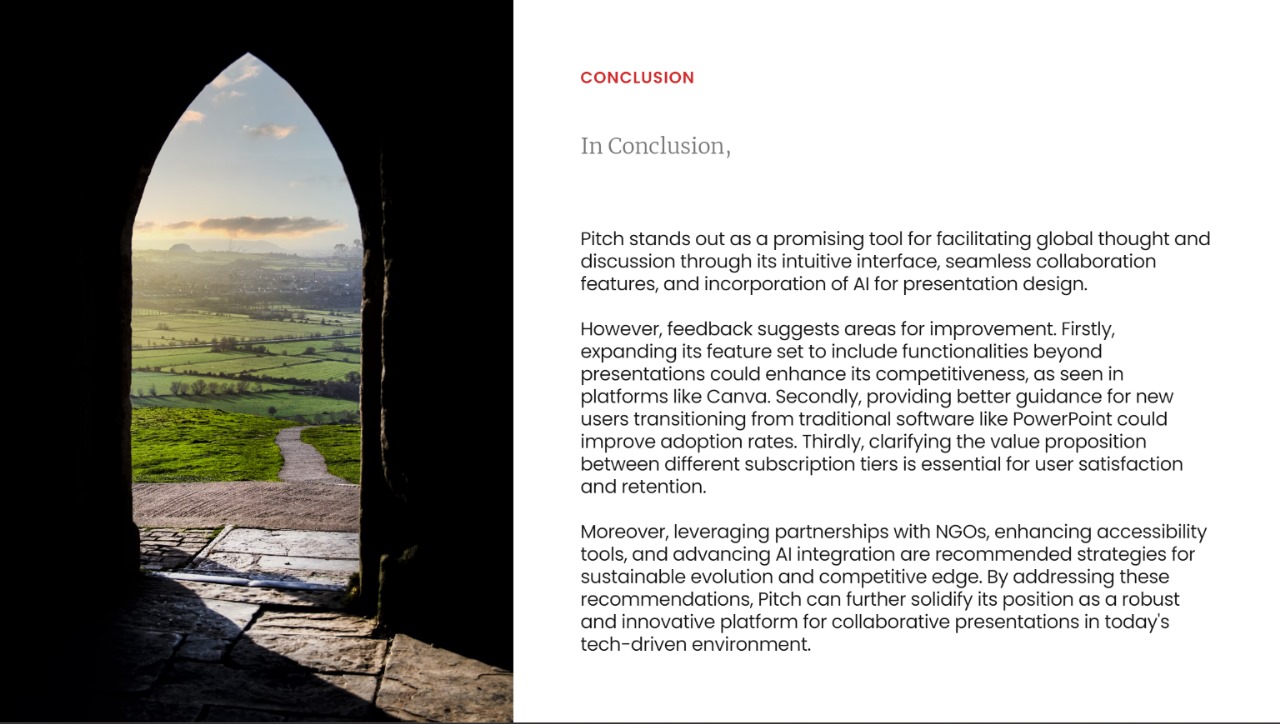 CONCLUSION
In Conclusion,
Pitch stands out as a promising tool for facilitating global thought and
discussion through its intuitive interface, seamless collaboration
features, and incorporation of AI for presentation design.
However, feedback suggests areas for improvement. Firstly,
expanding its feature set to include functionalities beyond
presentations could enhance its competitiveness, as seen in
platforms like Canva. Secondly, providing better guidance for new
users transitioning from traditional software like PowerPoint could
improve adoption rates. Thirdly, clarifying the value proposition
between different subscription tiers is essential for user satisfaction
and retention.
Moreover, leveraging partnerships with NGOs, enhancing accessibility
tools, and advancing AI integration are recommended strategies for
sustainable evolution and competitive edge. By addressing these
recommendations, Pitch can further solidify its position as a robust
and innovative platform for collaborative presentations in today's
tech-driven environment.